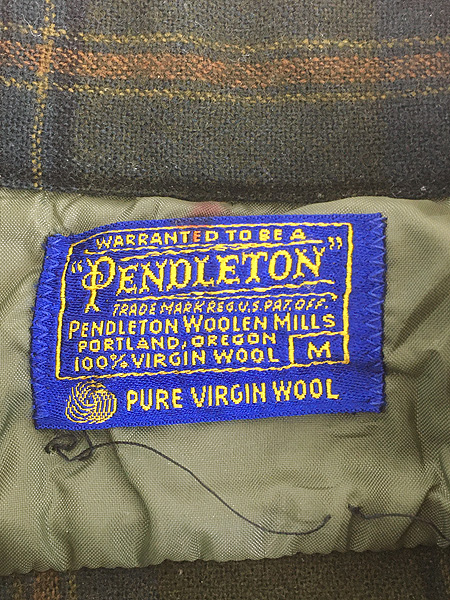 WARRANTED TO BE A
"PENDLETON"
TRADE MARK REG. U.S. PAT. OFF.
PENDLETON WOOLEN MILLS
PORTLAND, OREGON
100% VIRGIN WOOL M
PURE VIRGIN WOOL